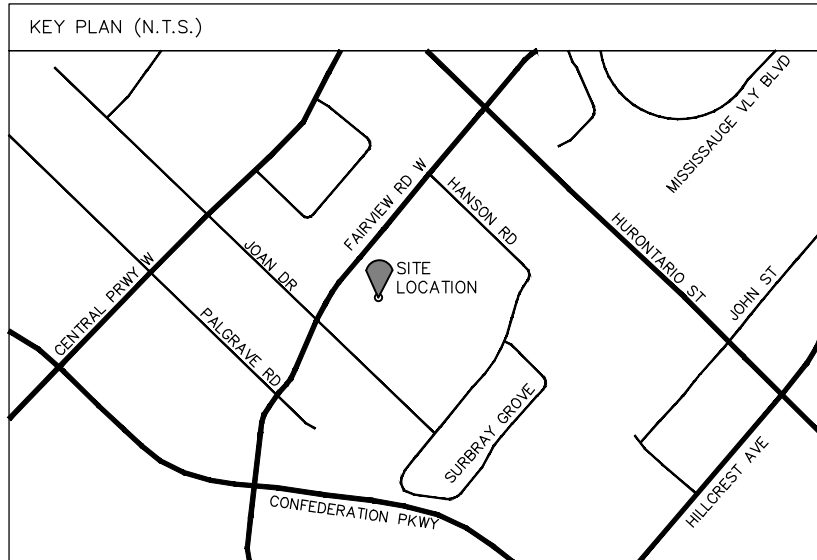 KEY PLAN (N.T.S.)
MISSISSAUGE VLY BLVD
FAIRVIEW RD W
HANSON RD
HURONTARIO ST
JOAN DR
SITE
LOCATION
JOHN ST
CENTRAL PRWY W
PALGRAVE RD
SURBRAY GROVE
HILLCREST AVE
CONFEDERATION PKWY